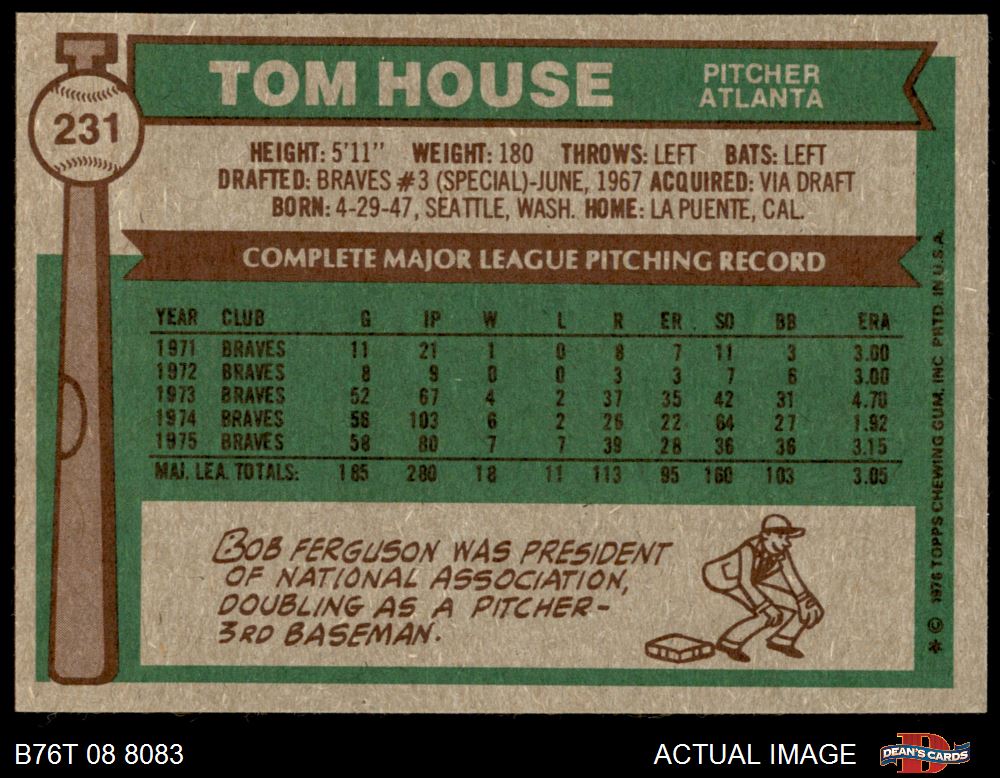 231
TOM HOUSE
PITCHER
ATLANTA
HEIGHT: 5'11" WEIGHT: 180 THROWS: LEFT BATS: LEFT
DRAFTED: BRAVES #3 (SPECIAL)-JUNE, 1967 ACQUIRED: VIA DRAFT
BORN: 4-29-47, SEATTLE, WASH. HOME: LA PUENTE, CAL.
COMPLETE MAJOR LEAGUE PITCHING RECORD
YEAR CLUB G IP W L R ER SO BB ERA
1971 BRAVES 11 21 1 0 8 7 11 3 3.00
1972 BRAVES 8 9 0 0 3 3 7 6 3.00
1973 BRAVES 52 67 4 2 37 35 42 31 4.70
1974 BRAVES 56 103 6 2 26 22 64 27 1.92
1975 BRAVES 58 80 7 7 39 28 36 36 3.15
MAJ. LEA. TOTALS: 185 280 18 11 113 95 160 103 3.05
BOB FERGUSON WAS PRESIDENT
OF NATIONAL ASSOCIATION,
DOUBLING AS A PITCHER-
3RD BASEMAN.
* © 1976 TOPPS CHEWING GUM, INC. PRTD. IN U.S.A.
B76T 08 8083
ACTUAL IMAGE
DEAN'S CARDS